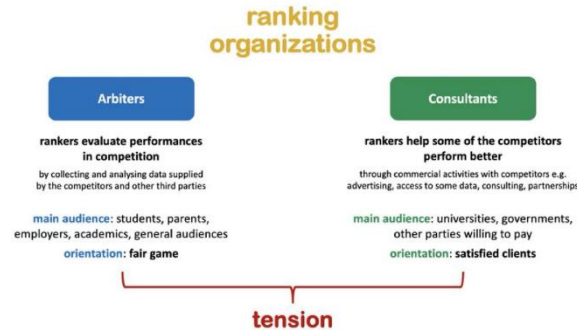 ranking
organizations
Arbiters
rankers evaluate performances
in competition
by collecting and analysing data supplied
by the competitors and other third parties
main audience: students, parents,
employers, academics, general audiences
orientation: fair game
Consultants
rankers help some of the competitors
perform better
through commercial activities with competitors e.g.
advertising, access to some data, consulting, partnerships
main audience: universities, governments,
other parties willing to pay
orientation: satisfied clients
tension